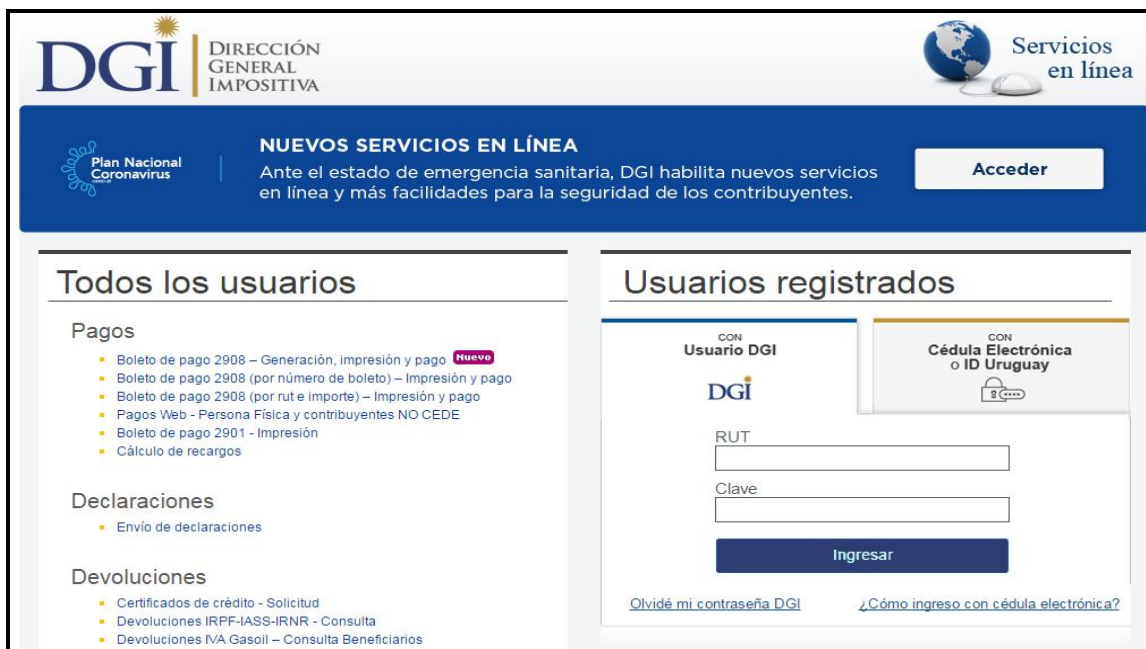 DGI
DIRECCIÓN
GENERAL
IMPOSITIVA
Servicios
en línea
Plan Nacional
Coronavirus
NUEVOS SERVICIOS EN LÍNEA
Ante el estado de emergencia sanitaria, DGI habilita nuevos servicios
en línea y más facilidades para la seguridad de los contribuyentes.
Acceder
Todos los usuarios
Pagos
Boleto de pago 2908 – Generación, impresión y pago Nuevo
Boleto de pago 2908 (por número de boleto) – Impresión y pago
Boleto de pago 2908 (por rut e importe) – Impresión y pago
Pagos Web - Persona Física y contribuyentes NO CEDE
Boleto de pago 2901 - Impresión
Cálculo de recargos
Declaraciones
Envío de declaraciones
Devoluciones
Certificados de crédito - Solicitud
Devoluciones IRPF-IASS-IRNR - Consulta
Devoluciones IVA Gasoil – Consulta Beneficiarios
Usuarios registrados
CON
Usuario DGI
DGI
CON
Cédula Electrónica
o ID Uruguay
RUT
Clave
Ingresar
Olvidé mi contraseña DGI
¿Cómo ingreso con cédula electrónica?